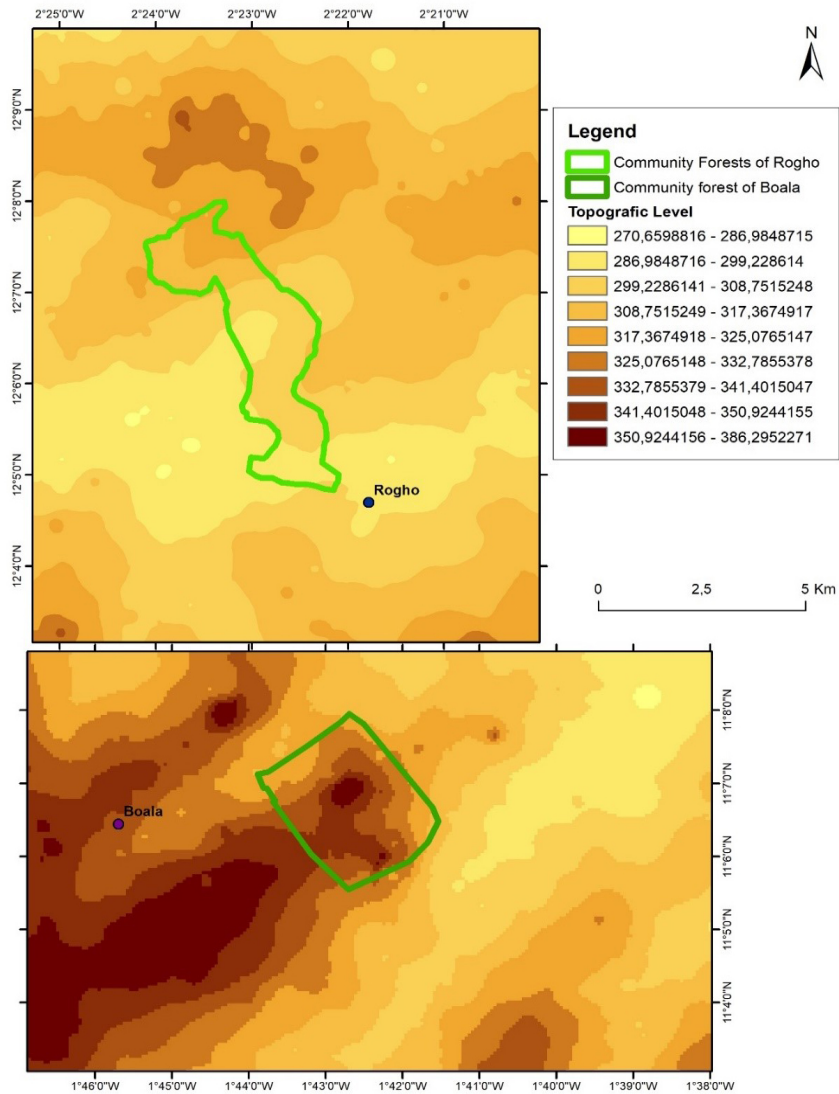 2°25'0"W 2°24'0"W 2°23'0"W 2°22'0"W 2°21'0"W
N
12°9'0"N
12°8'0"N
12°7'0"N
12°6'0"N
12°5'0"N
12°4'0"N
Rogho
Legend
Community Forests of Rogho
Community forest of Boala
Topografic Level
270,6598816 - 286,9848715
286,9848716 - 299,228614
299,2286141 - 308,7515248
308,7515249 - 317,3674917
317,3674918 - 325,0765147
325,0765148 - 332,7855378
332,7855379 - 341,4015047
341,4015048 - 350,9244155
350,9244156 - 386,2952271
0 2,5 5 Km
Boala
11°8'0"N
11°7'0"N
11°6'0"N
11°5'0"N
11°4'0"N
1°46'0"W 1°45'0"W 1°44'0"W 1°43'0"W 1°42'0"W 1°41'0"W 1°40'0"W 1°39'0"W 1°38'0"W